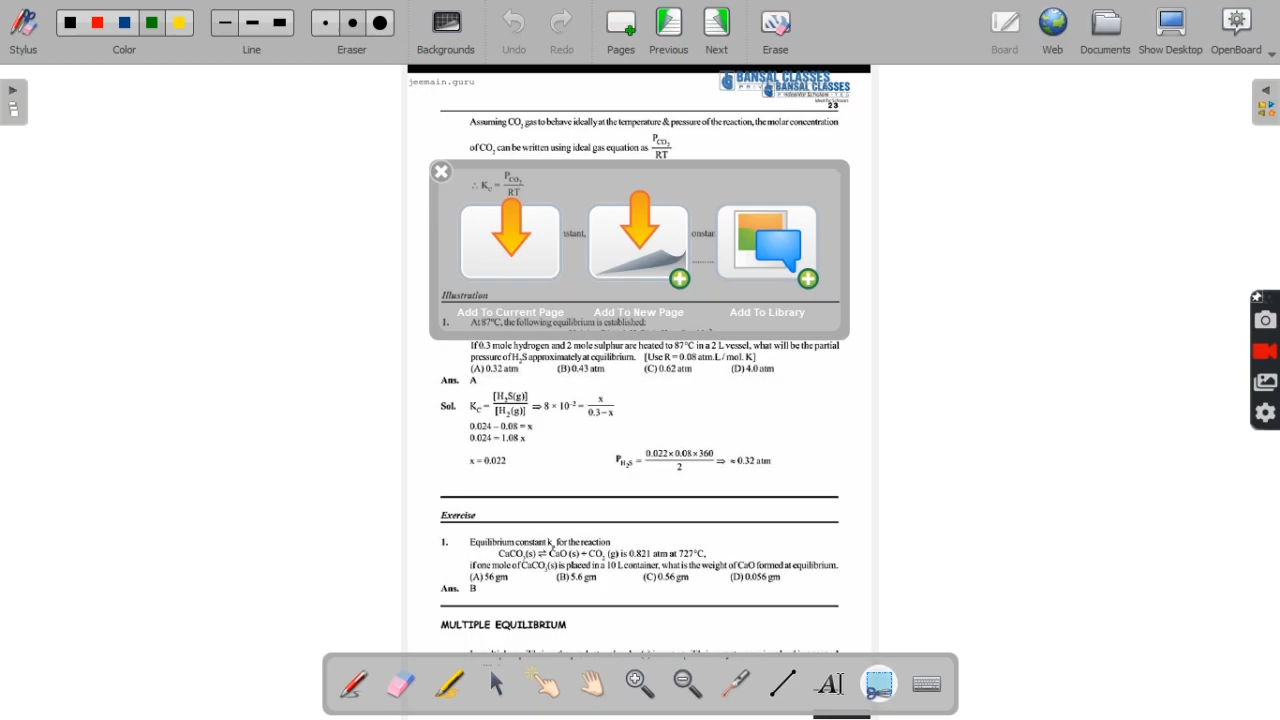 Stylus
Color
Line
Eraser
Backgrounds
Undo
Redo
Pages
Previous
Next
Erase
Board
Web
Documents
Show Desktop
OpenBoard
jeemain.guru
BANSAL CLASSES
BANSAL CLASSES
23
Assuming CO₂ gas to behave ideally at the temperature & pressure of the reaction, the molar concentration
of CO₂ can be written using ideal gas equation as P_CO₂ / RT
∴ K_C = P_CO₂ / RT
nstant,
onstar
..........
Illustration
Add To Current Page
Add To New Page
Add To Library
1. At 87°C, the following equilibrium is established:
If 0.3 mole hydrogen and 2 mole sulphur are heated to 87°C in a 2 L vessel, what will be the partial
pressure of H₂S approximately at equilibrium. [Use R = 0.08 atm.L / mol. K]
(A) 0.32 atm (B) 0.43 atm (C) 0.62 atm (D) 4.0 atm
Ans. A
Sol. K_C = [H₂S(g)] / [H₂(g)] ⇒ 8 × 10⁻² = x / 0.3 – x
0.024 – 0.08 = x
0.024 = 1.08 x
x = 0.022 P_H₂S = 0.022×0.08×360 / 2 ⇒ ≈ 0.32 atm
Exercise
1. Equilibrium constant kₚ for the reaction
CaCO₃(s) ⇌ CaO (s) + CO₂ (g) is 0.821 atm at 727°C,
if one mole of CaCO₃(s) is placed in a 10 L container, what is the weight of CaO formed at equilibrium.
(A) 56 gm (B) 5.6 gm (C) 0.56 gm (D) 0.056 gm
Ans. B
MULTIPLE EQUILIBRIUM